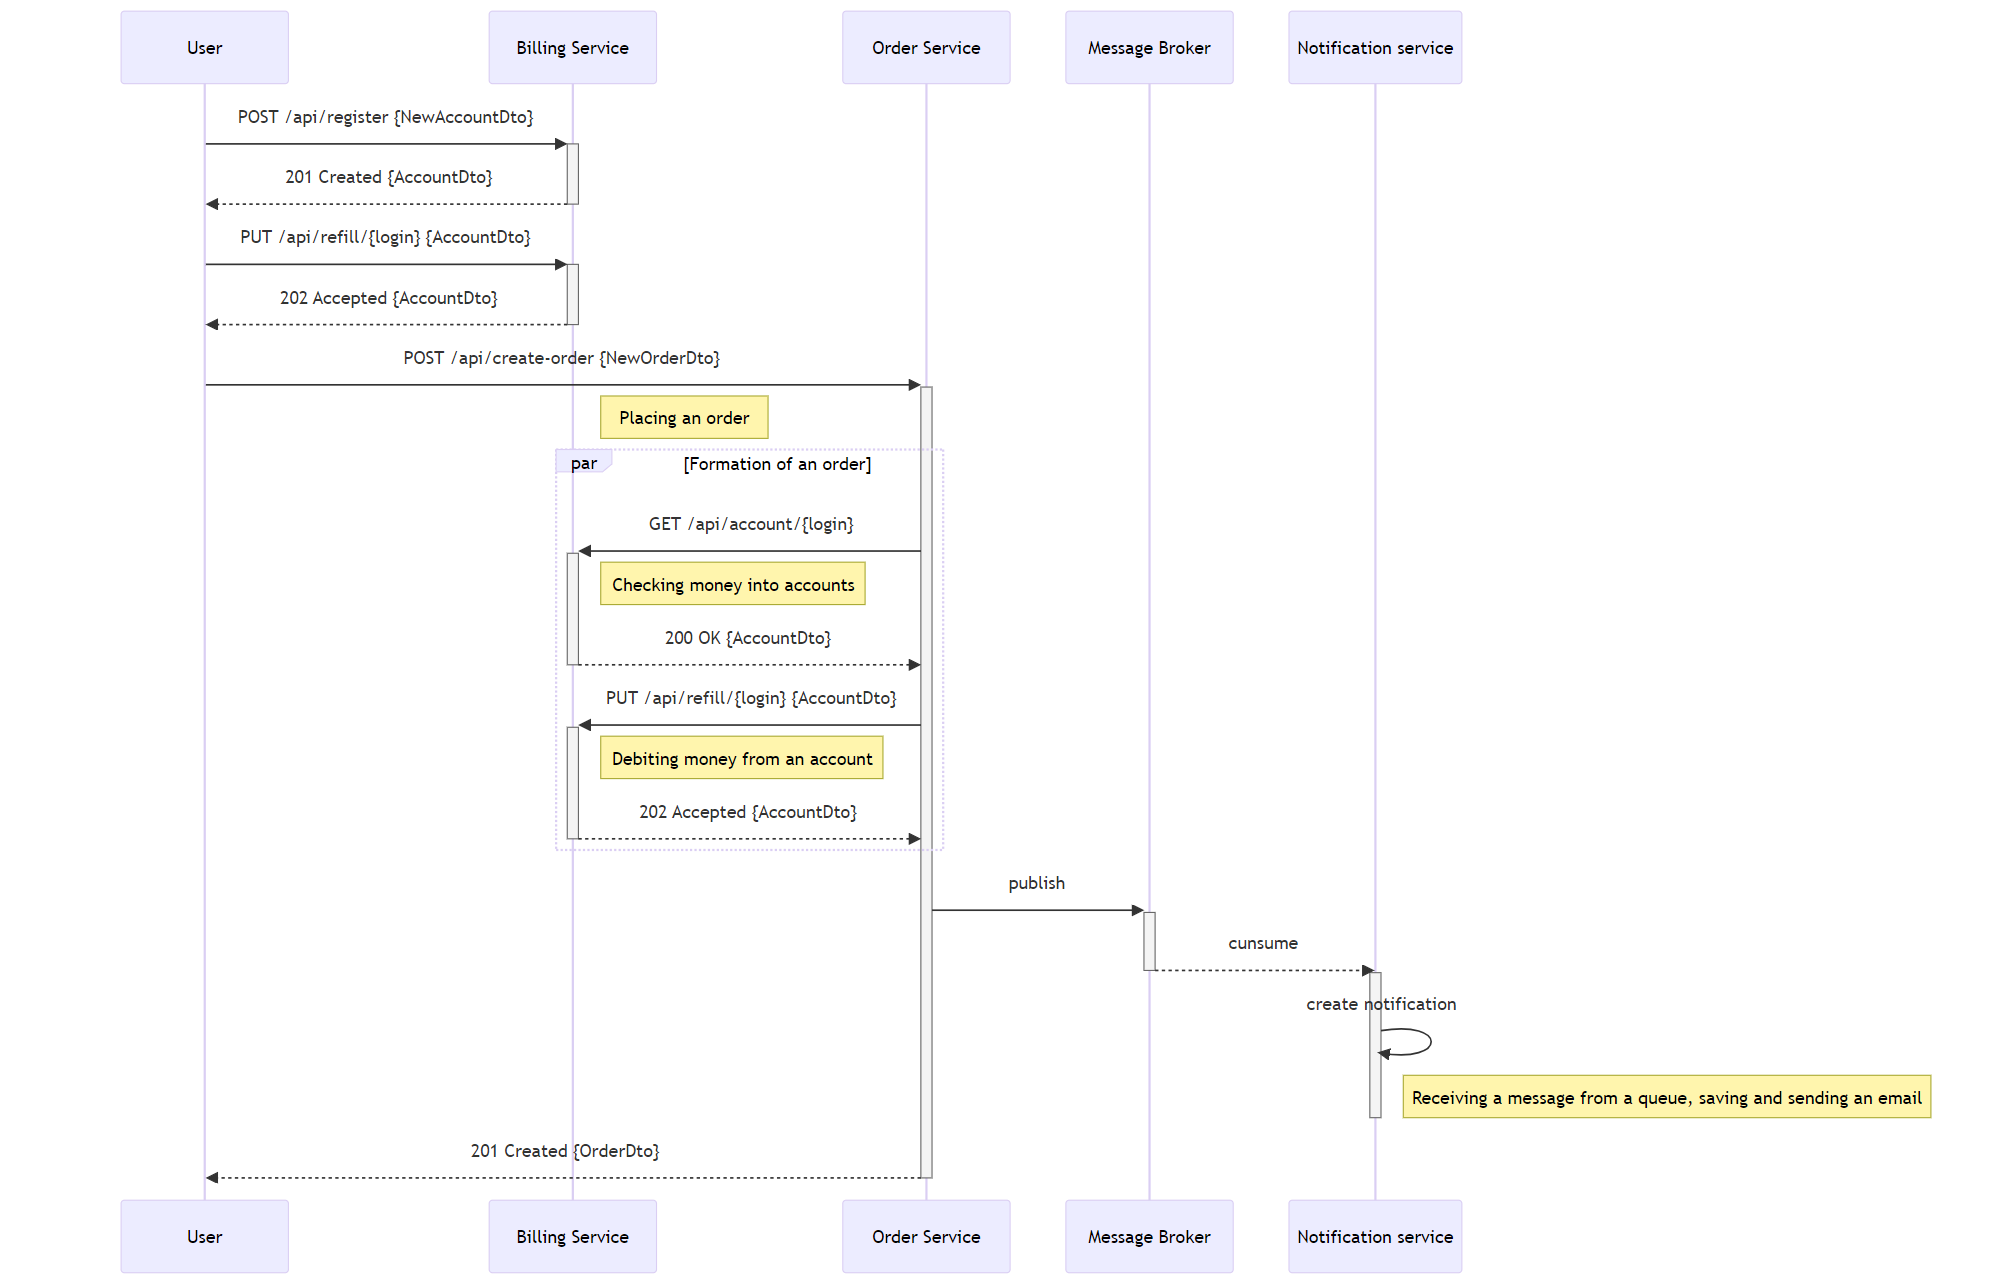 User
Billing Service
Order Service
Message Broker
Notification service
POST /api/register {NewAccountDto}
201 Created {AccountDto}
PUT /api/refill/{login} {AccountDto}
202 Accepted {AccountDto}
POST /api/create-order {NewOrderDto}
Placing an order
par
[Formation of an order]
GET /api/account/{login}
Checking money into accounts
200 OK {AccountDto}
PUT /api/refill/{login} {AccountDto}
Debiting money from an account
202 Accepted {AccountDto}
publish
cunsume
create notification
Receiving a message from a queue, saving and sending an email
201 Created {OrderDto}
User
Billing Service
Order Service
Message Broker
Notification service